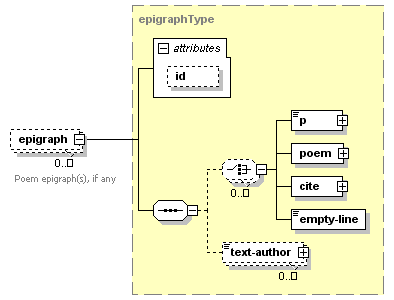 epigraphType
attributes
id
epigraph
0..
Poem epigraph(s), if any
p
poem
0..
cite
empty-line
text-author
0..